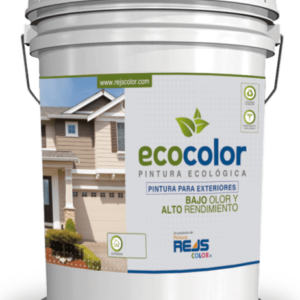 www.rejscolor.com
ecocolor
PINTURA ECOLÓGICA
PINTURA PARA EXTERIORES
BAJO OLOR Y
ALTO RENDIMIENTO
REJS
COLOR